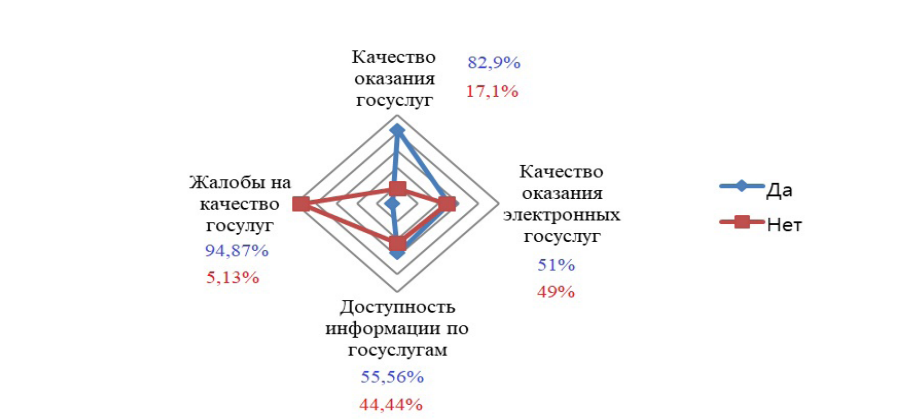 Качество
оказания
госуслуг
82,9%
17,1%
Жалобы на
качество
госулуг
94,87%
5,13%
Качество
оказания
электронных
госуслуг
51%
49%
Да
Нет
Доступность
информации по
госуслугам
55,56%
44,44%